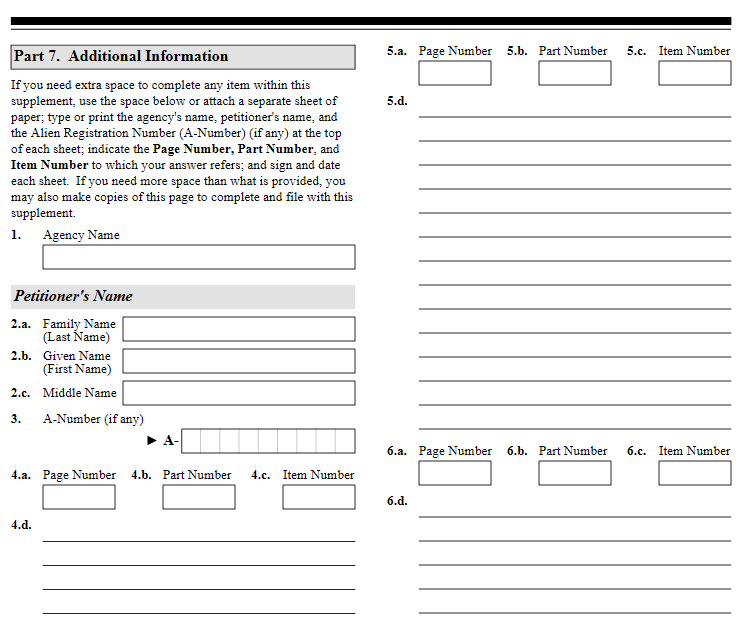 Part 7.  Additional Information
If you need extra space to complete any item within this
supplement, use the space below or attach a separate sheet of
paper; type or print the agency's name, petitioner's name, and
the Alien Registration Number (A-Number) (if any) at the top
of each sheet; indicate the Page Number, Part Number, and
Item Number to which your answer refers; and sign and date
each sheet.  If you need more space than what is provided, you
may also make copies of this page to complete and file with this
supplement.
1. Agency Name
Petitioner's Name
2.a. Family Name
(Last Name)
2.b. Given Name
(First Name)
2.c. Middle Name
3. A-Number (if any)
► A-
4.a. Page Number 4.b. Part Number 4.c. Item Number
4.d.
5.a. Page Number 5.b. Part Number 5.c. Item Number
5.d.
6.a. Page Number 6.b. Part Number 6.c. Item Number
6.d.